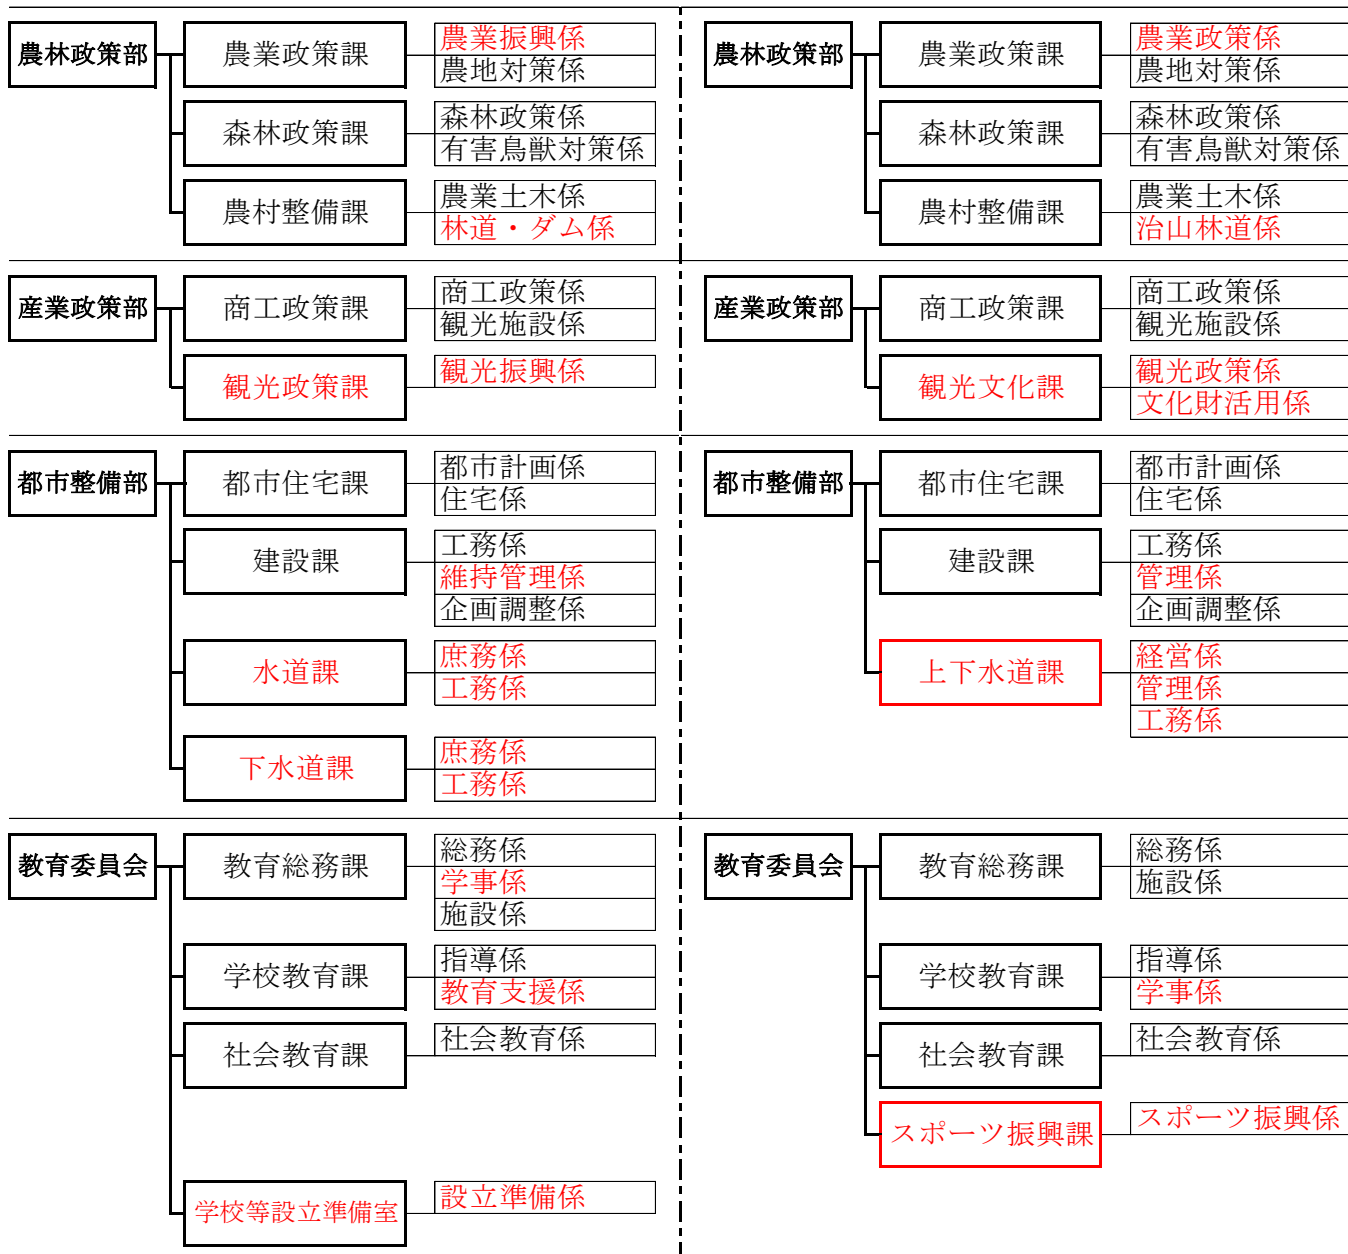 農林政策部
農業政策課
農業振興係
農地対策係
森林政策課
森林政策係
有害鳥獣対策係
農村整備課
農業土木係
林道・ダム係
産業政策部
商工政策課
商工政策係
観光施設係
観光政策課
観光振興係
都市整備部
都市住宅課
都市計画係
住宅係
建設課
工務係
維持管理係
企画調整係
水道課
庶務係
工務係
下水道課
庶務係
工務係
教育委員会
教育総務課
総務係
学事係
施設係
学校教育課
指導係
教育支援係
社会教育課
社会教育係
学校等設立準備室
設立準備係
農林政策部
農業政策課
農業政策係
農地対策係
森林政策課
森林政策係
有害鳥獣対策係
農村整備課
農業土木係
治山林道係
産業政策部
商工政策課
商工政策係
観光施設係
観光文化課
観光政策係
文化財活用係
都市整備部
都市住宅課
都市計画係
住宅係
建設課
工務係
管理係
企画調整係
上下水道課
経営係
管理係
工務係
教育委員会
教育総務課
総務係
施設係
学校教育課
指導係
学事係
社会教育課
社会教育係
スポーツ振興課
スポーツ振興係